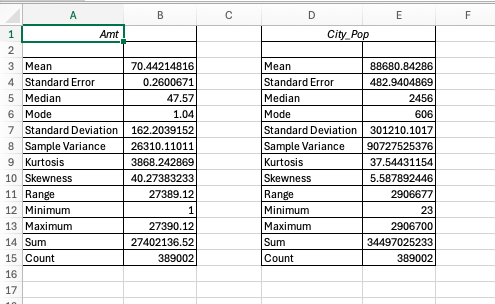 A B C D E F
1 Amt City_Pop
2
3 Mean 70.44214816 Mean 88680.84286
4 Standard Error 0.2600671 Standard Error 482.9404869
5 Median 47.57 Median 2456
6 Mode 1.04 Mode 606
7 Standard Deviation 162.2039152 Standard Deviation 301210.1017
8 Sample Variance 26310.11011 Sample Variance 90727525376
9 Kurtosis 3868.242869 Kurtosis 37.54431154
10 Skewness 40.27383233 Skewness 5.587892446
11 Range 27389.12 Range 2906677
12 Minimum 1 Minimum 23
13 Maximum 27390.12 Maximum 2906700
14 Sum 27402136.52 Sum 34497025233
15 Count 389002 Count 389002
16
17